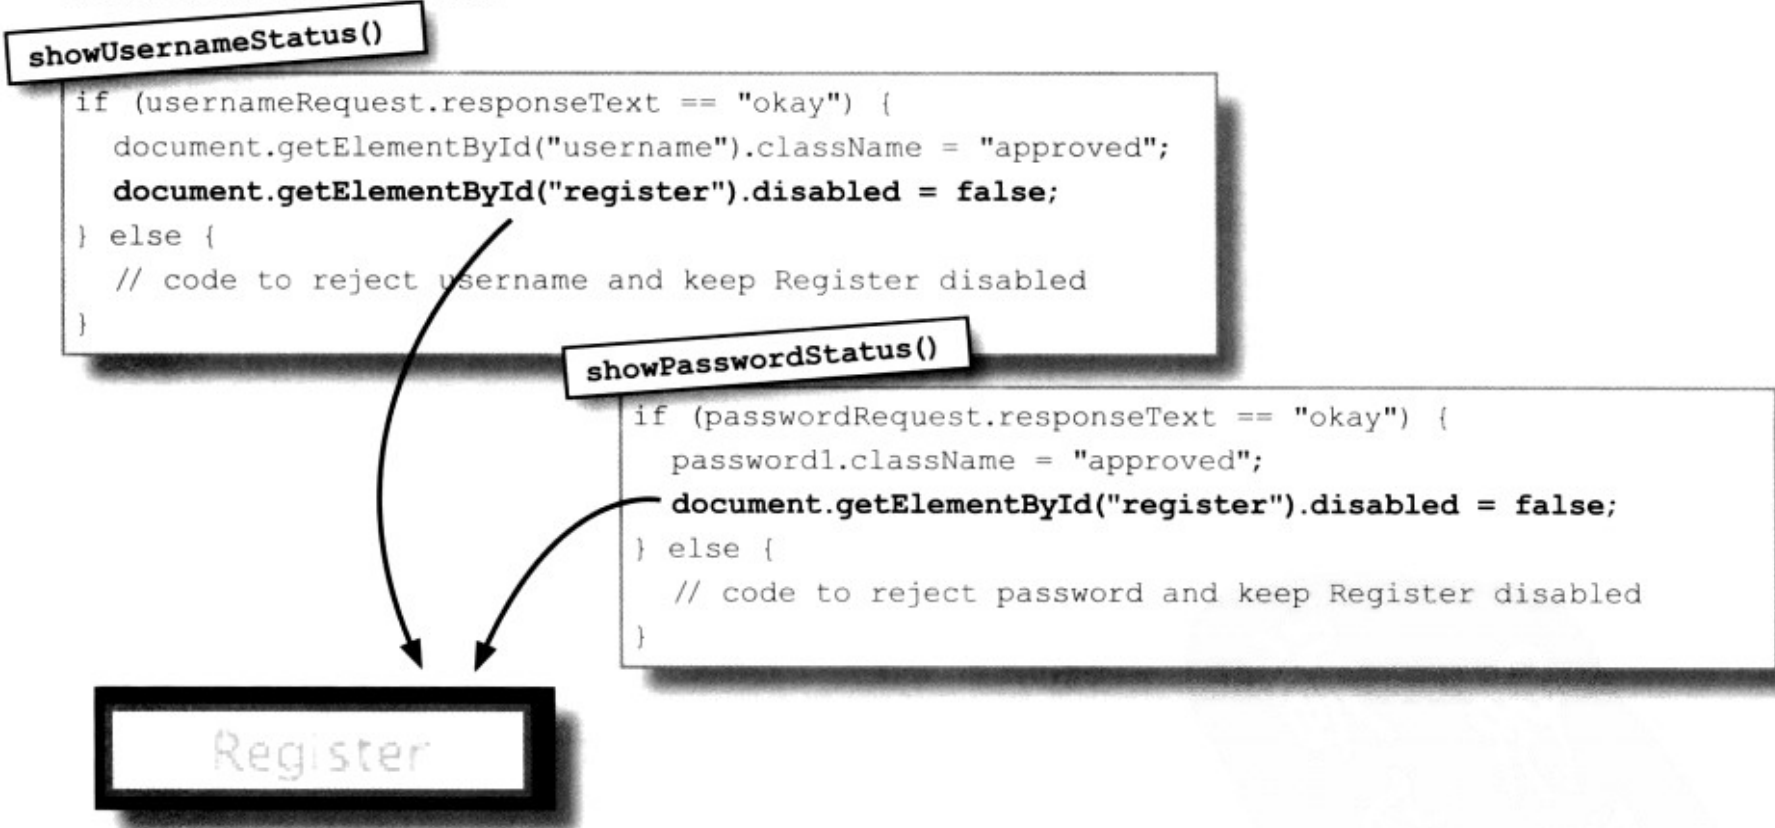 showUsernameStatus()
if (usernameRequest.responseText == "okay") {
document.getElementById("username").className = "approved";
document.getElementById("register").disabled = false;
} else {
// code to reject username and keep Register disabled
}
showPasswordStatus()
if (passwordRequest.responseText == "okay") {
password1.className = "approved";
document.getElementById("register").disabled = false;
} else {
// code to reject password and keep Register disabled
}
Register